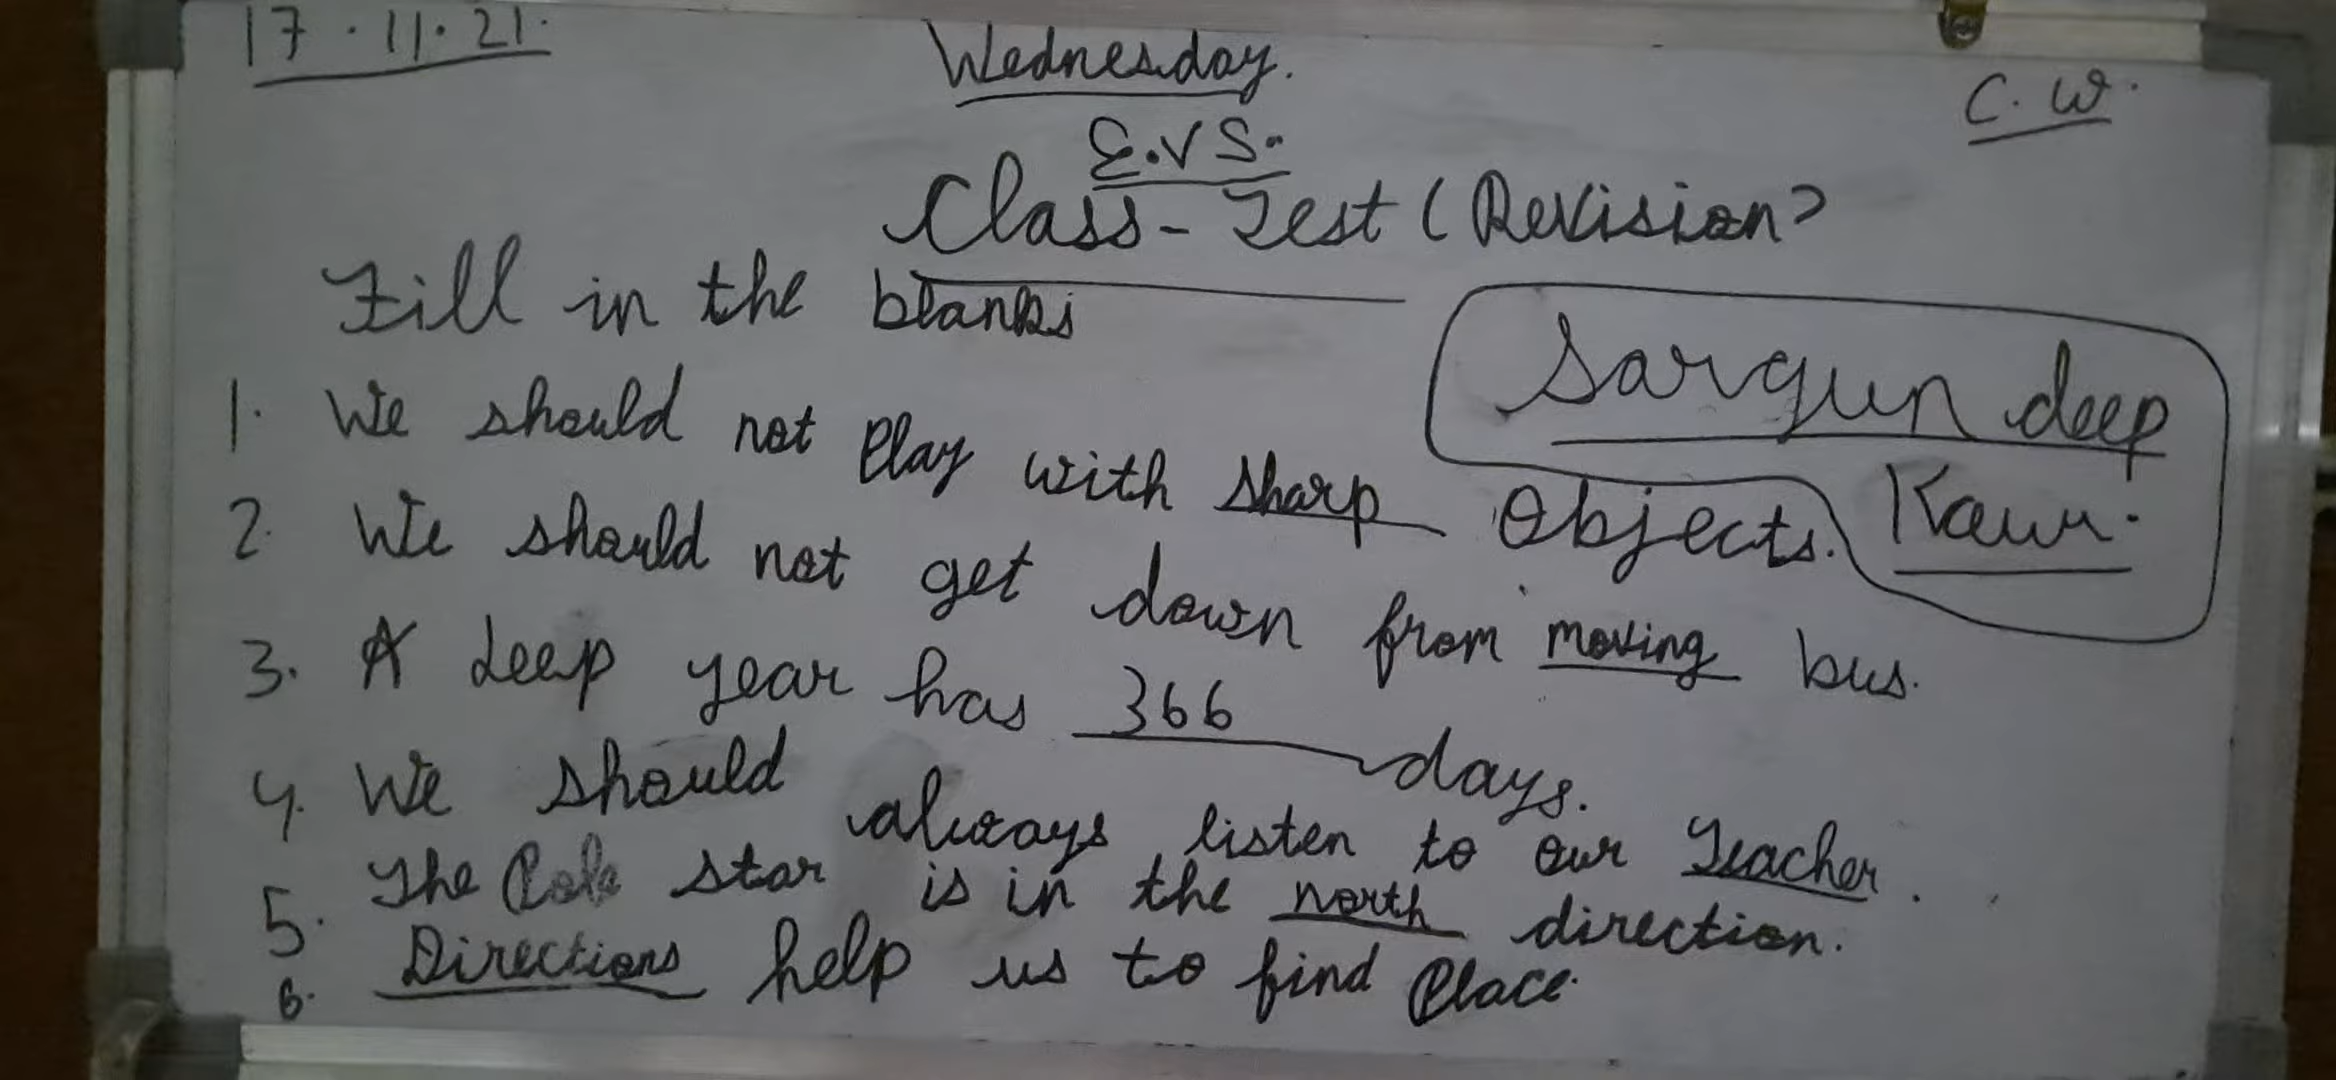 17.11.21.
Wednesday.
C.W.
E.V.S.
Class-Test (Revision)
Fill in the blanks
Sargun deep
Kaur.
1. We should not Play with sharp Objects.
2. We should not get down from moving bus.
3. A Leep year has 366 days.
4. We should always listen to our Teacher.
5. The Pole star is in the north direction.
6. Directions help us to find Place.